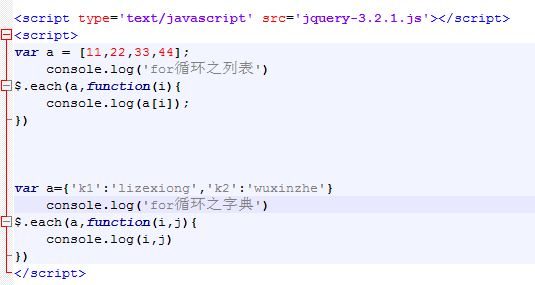 <script type='text/javascript' src='jquery-3.2.1.js'></script>
<script>
var a = [11,22,33,44];
    console.log('for循环之列表')
$.each(a,function(i){
    console.log(a[i]);
})
var a={'k1':'lizexiong','k2':'wuxinzhe'}
    console.log('for循环之字典')
$.each(a,function(i,j){
    console.log(i,j)
})
</script>